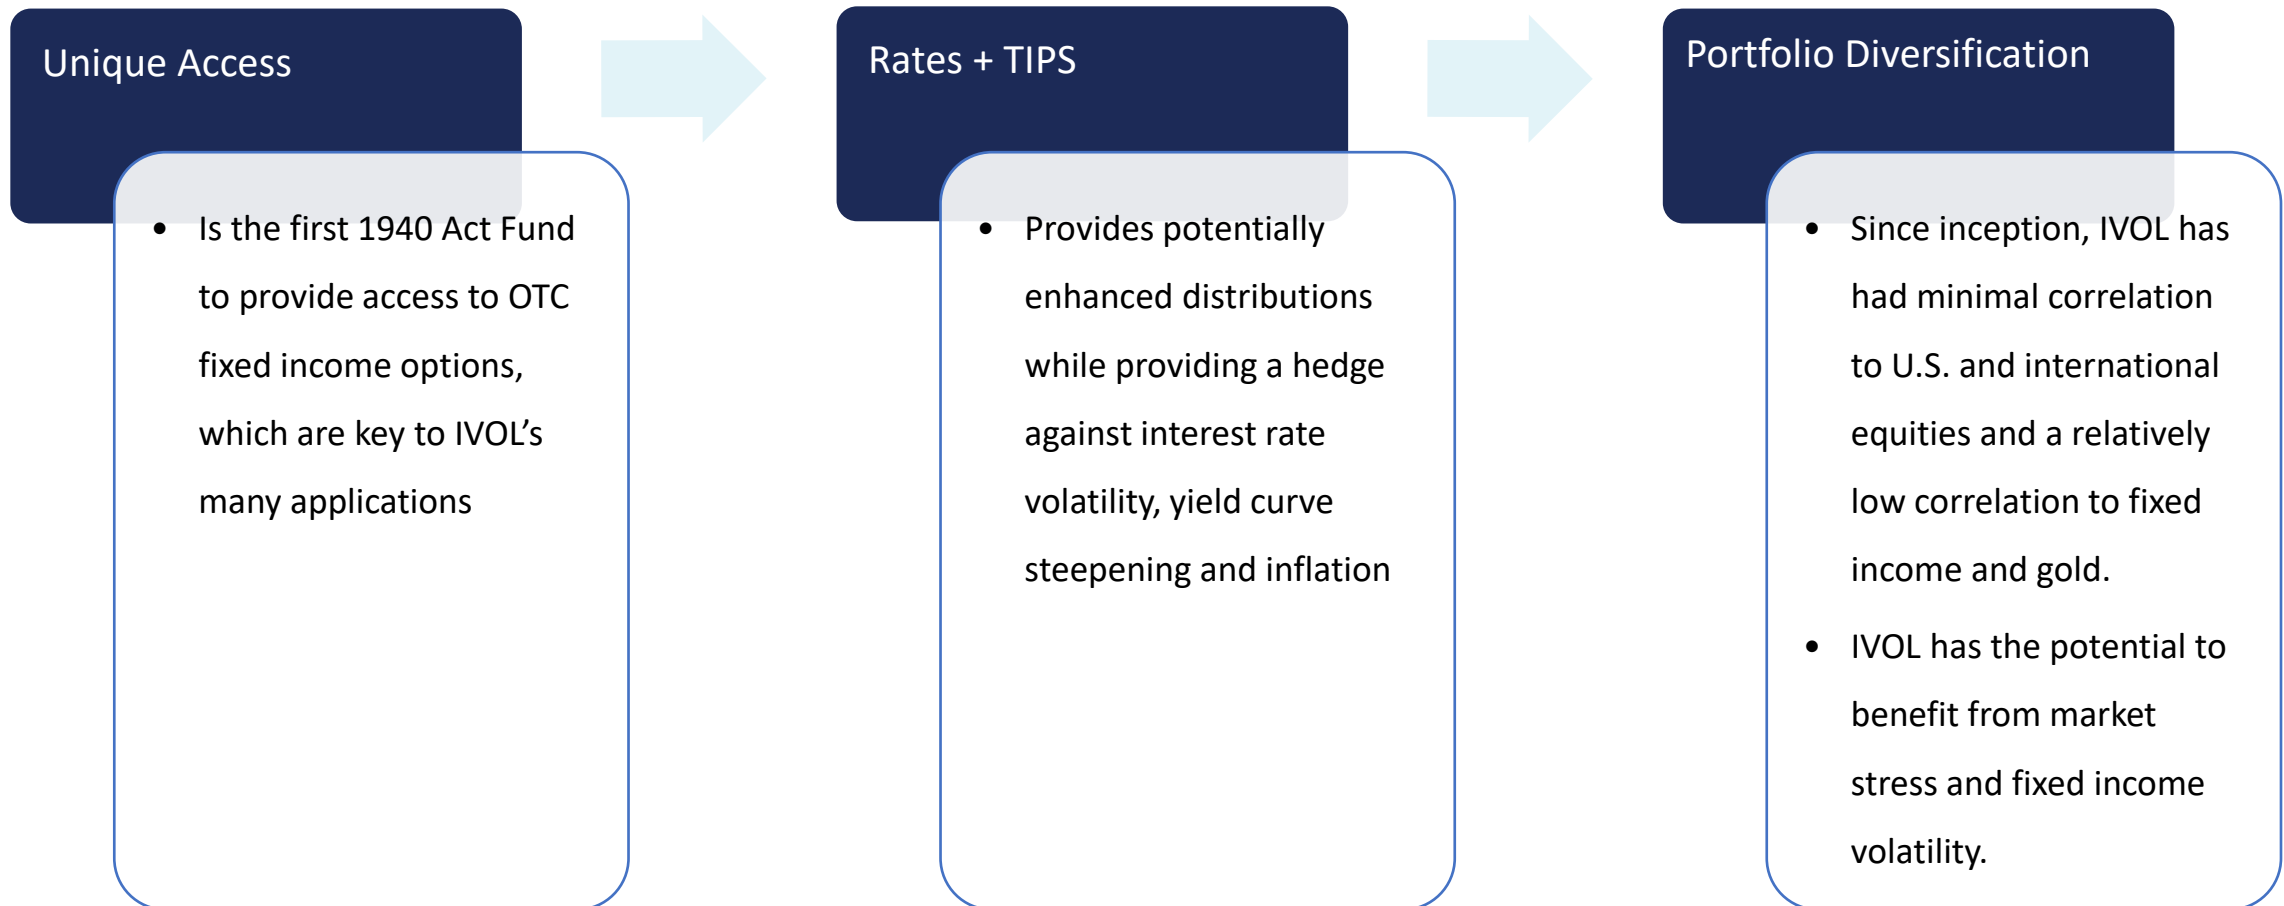 Unique Access
• Is the first 1940 Act Fund
to provide access to OTC
fixed income options,
which are key to IVOL’s
many applications
Rates + TIPS
• Provides potentially
enhanced distributions
while providing a hedge
against interest rate
volatility, yield curve
steepening and inflation
Portfolio Diversification
• Since inception, IVOL has
had minimal correlation
to U.S. and international
equities and a relatively
low correlation to fixed
income and gold.
• IVOL has the potential to
benefit from market
stress and fixed income
volatility.